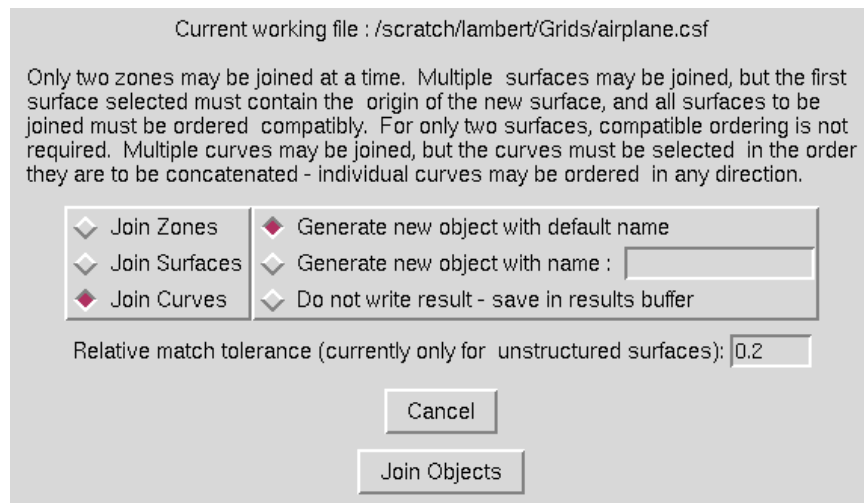 Current working file : /scratch/lambert/Grids/airplane.csf
Only two zones may be joined at a time. Multiple surfaces may be joined, but the first
surface selected must contain the origin of the new surface, and all surfaces to be
joined must be ordered compatibly. For only two surfaces, compatible ordering is not
required. Multiple curves may be joined, but the curves must be selected in the order
they are to be concatenated - individual curves may be ordered in any direction.
Join Zones
Join Surfaces
Join Curves
Generate new object with default name
Generate new object with name :
Do not write result - save in results buffer
Relative match tolerance (currently only for unstructured surfaces): 0.2
Cancel
Join Objects